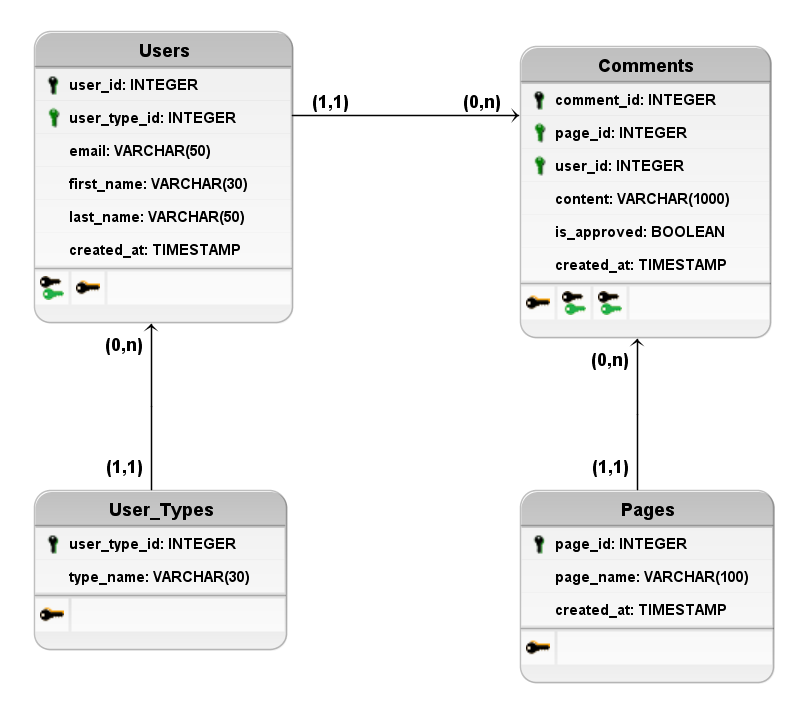 Users
user_id: INTEGER
user_type_id: INTEGER
email: VARCHAR(50)
first_name: VARCHAR(30)
last_name: VARCHAR(50)
created_at: TIMESTAMP
(1,1)
(0,n)
Comments
comment_id: INTEGER
page_id: INTEGER
user_id: INTEGER
content: VARCHAR(1000)
is_approved: BOOLEAN
created_at: TIMESTAMP
(0,n)
(1,1)
User_Types
user_type_id: INTEGER
type_name: VARCHAR(30)
(0,n)
(1,1)
Pages
page_id: INTEGER
page_name: VARCHAR(100)
created_at: TIMESTAMP